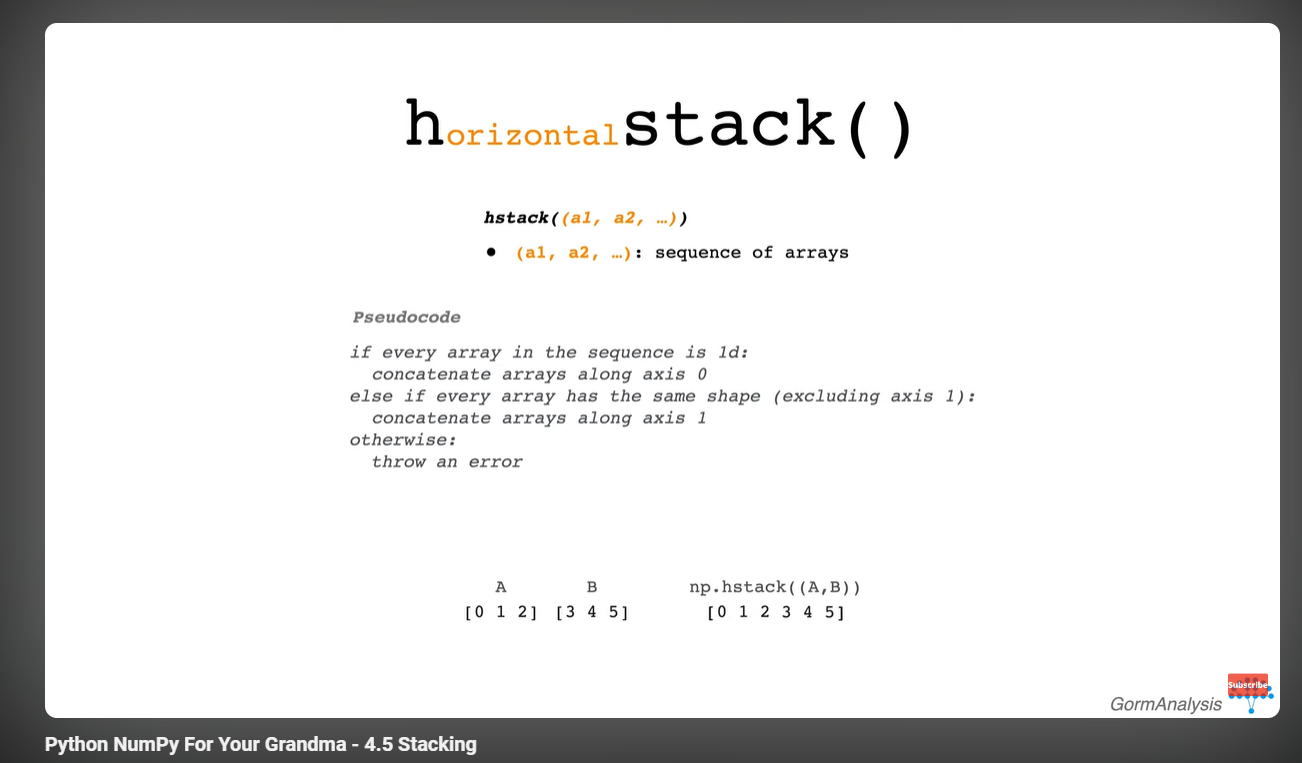 horizontalstack()
hstack((a1, a2, …))
• (a1, a2, …): sequence of arrays
Pseudocode
if every array in the sequence is 1d:
concatenate arrays along axis 0
else if every array has the same shape (excluding axis 1):
concatenate arrays along axis 1
otherwise:
throw an error
A B np.hstack((A,B))
[0 1 2] [3 4 5] [0 1 2 3 4 5]
Subscribe
GormAnalysis
Python NumPy For Your Grandma - 4.5 Stacking